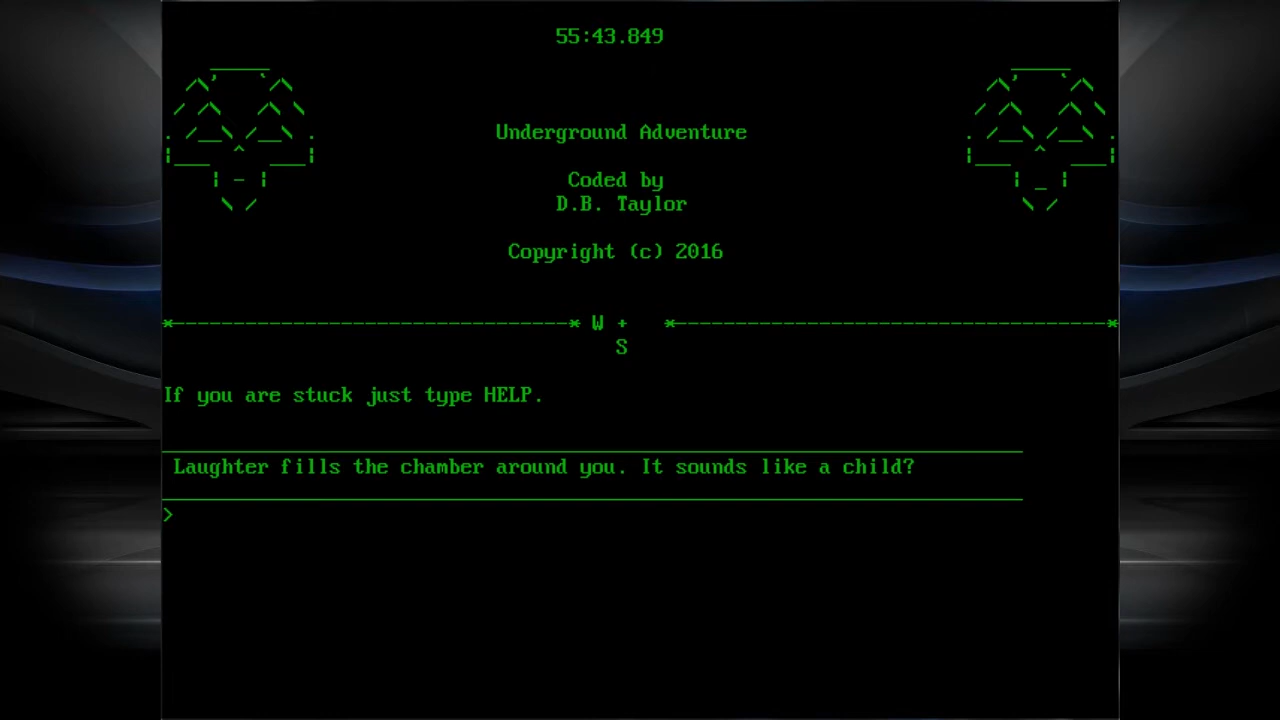 55:43.849
Underground Adventure
Coded by
D.B. Taylor
Copyright (c) 2016
*----------------------------------* W +   *-------------------------------------*
S
If you are stuck just type HELP.
Laughter fills the chamber around you. It sounds like a child?
>